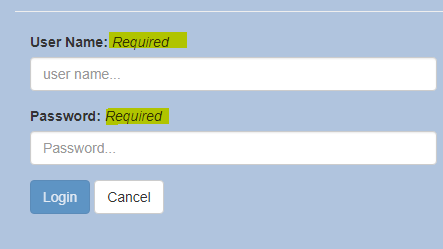 User Name: Required
user name...
Password: Required
Password...
Login Cancel